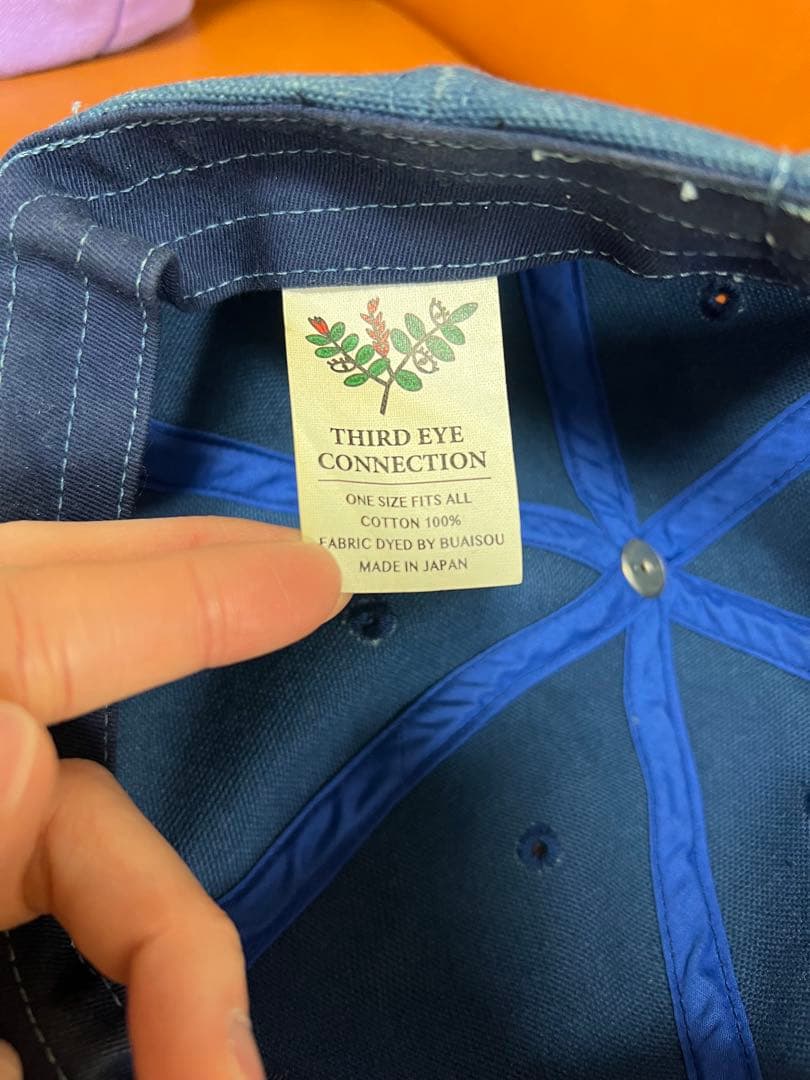 THIRD EYE
CONNECTION
ONE SIZE FITS ALL
COTTON 100%
FABRIC DYED BY BUAISOU
MADE IN JAPAN